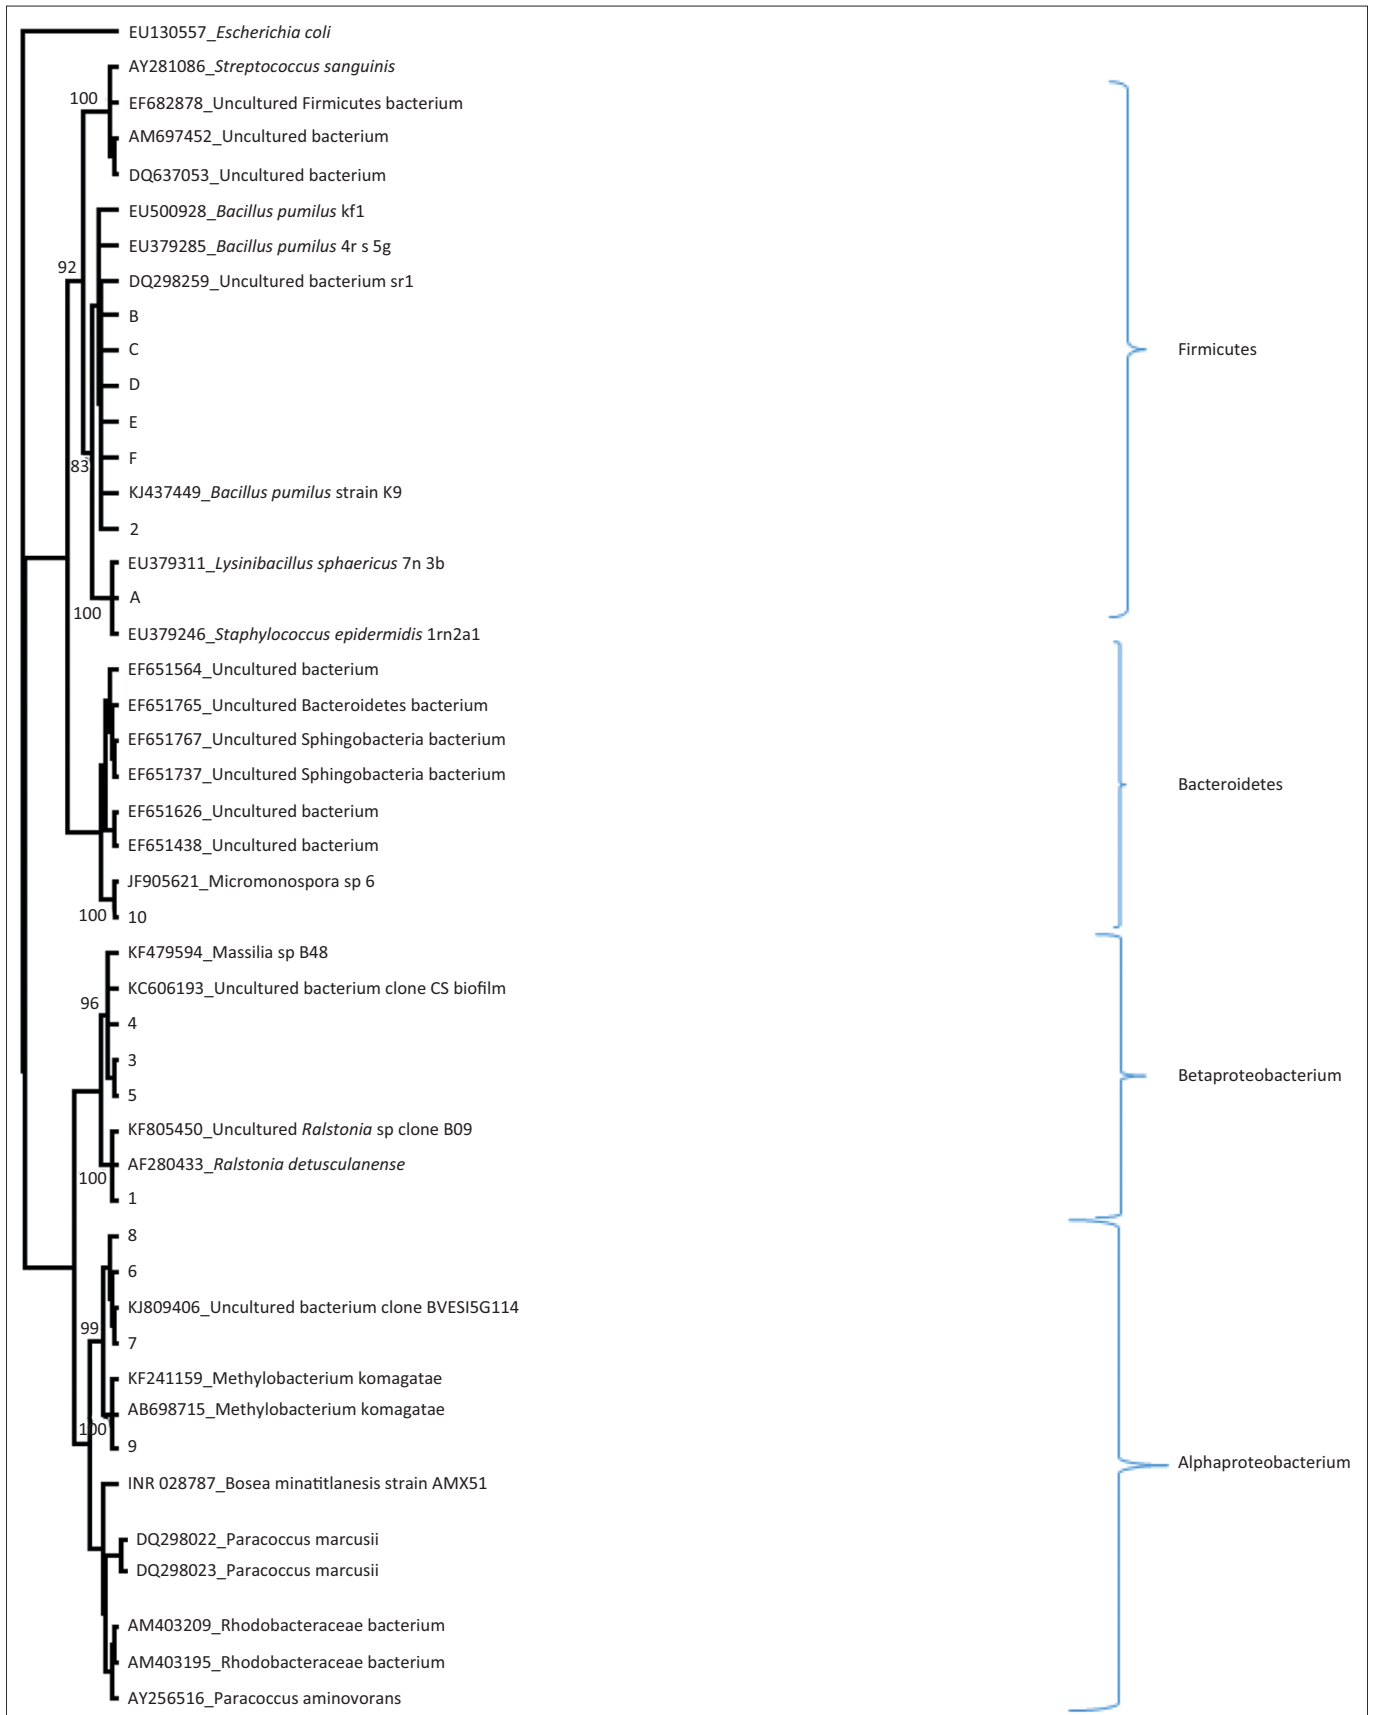 EU130557_Escherichia coli
AY281086_Streptococcus sanguinis
100
EF682878_Uncultured Firmicutes bacterium
AM697452_Uncultured bacterium
DQ637053_Uncultured bacterium
EU500928_Bacillus pumilus kf1
EU379285_Bacillus pumilus 4r s 5g
92
DQ298259_Uncultured bacterium sr1
B
C
Firmicutes
D
E
F
83
KJ437449_Bacillus pumilus strain K9
2
EU379311_Lysinibacillus sphaericus 7n 3b
A
100
EU379246_Staphylococcus epidermidis 1rn2a1
EF651564_Uncultured bacterium
EF651765_Uncultured Bacteroidetes bacterium
EF651767_Uncultured Sphingobacteria bacterium
EF651737_Uncultured Sphingobacteria bacterium
Bacteroidetes
EF651626_Uncultured bacterium
EF651438_Uncultured bacterium
JF905621_Micromonospora sp 6
100
10
KF479594_Massilia sp B48
KC606193_Uncultured bacterium clone CS biofilm
96
4
3
Betaproteobacterium
5
KF805450_Uncultured Ralstonia sp clone B09
AF280433_Ralstonia detusculanense
100
1
8
6
KJ809406_Uncultured bacterium clone BVESI5G114
99
7
KF241159_Methylobacterium komagatae
AB698715_Methylobacterium komagatae
100
9
Alphaproteobacterium
INR 028787_Bosea minatitlanesis strain AMX51
DQ298022_Paracoccus marcusii
DQ298023_Paracoccus marcusii
AM403209_Rhodobacteraceae bacterium
AM403195_Rhodobacteraceae bacterium
AY256516_Paracoccus aminovorans